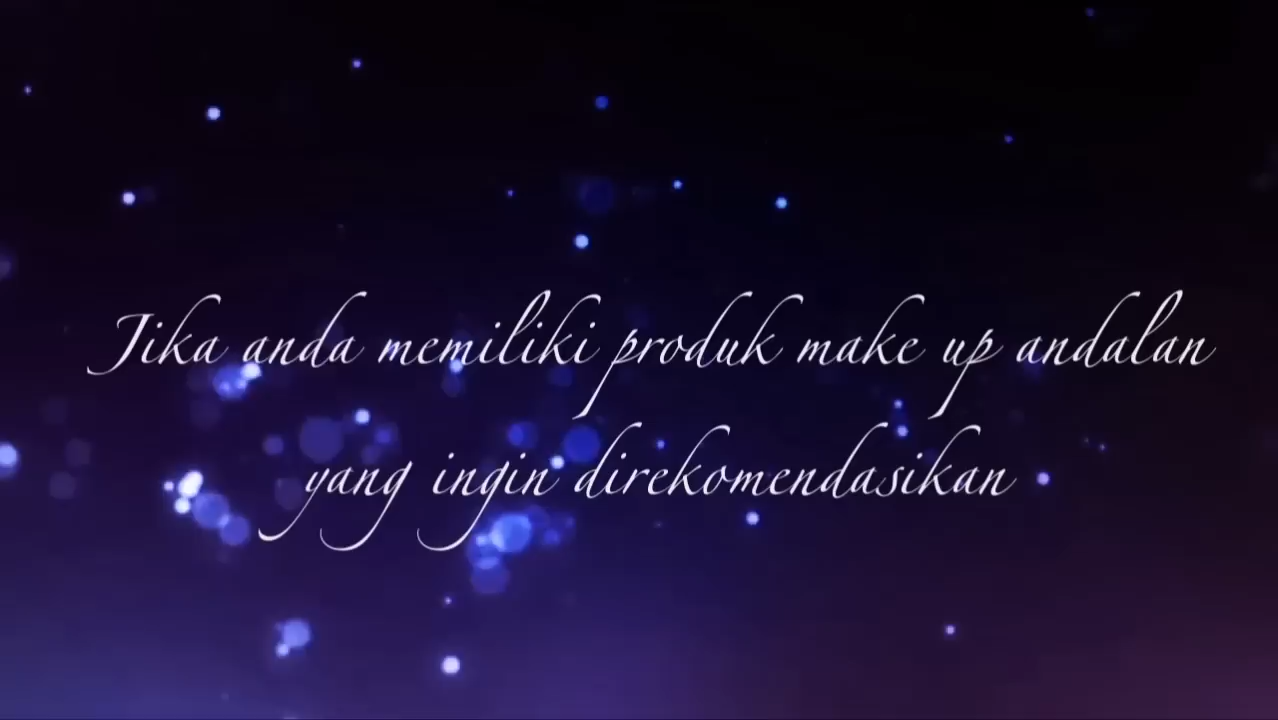 Jika anda memiliki produk make up andalan
yang ingin direkomendasikan